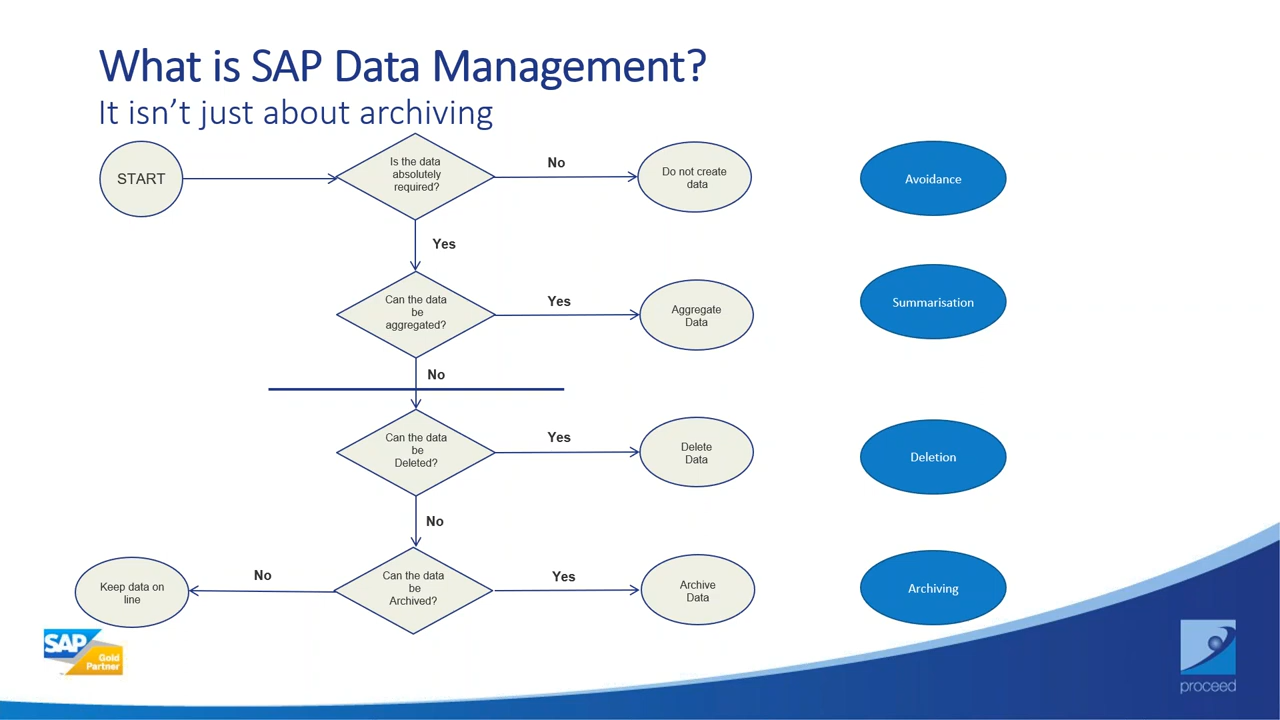 What is SAP Data Management?
It isn't just about archiving
START
Is the data
absolutely
required?
No
Do not create
data
Avoidance
Yes
Can the data
be
aggregated?
Yes
Aggregate
Data
Summarisation
No
Can the data
be
Deleted?
Yes
Delete
Data
Deletion
No
Can the data
be
Archived?
Yes
Archive
Data
Archiving
No
Keep data on
line
SAP
Gold
Partner
proceed